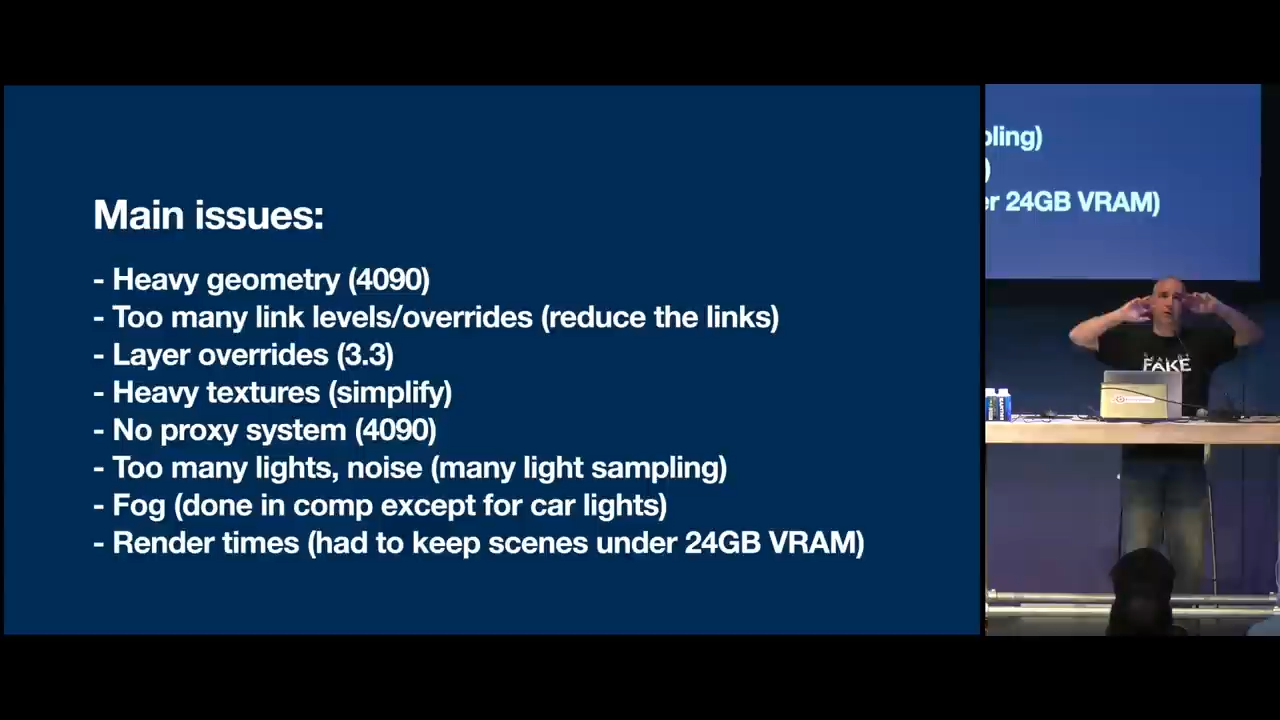 Main issues:
- Heavy geometry (4090)
- Too many link levels/overrides (reduce the links)
- Layer overrides (3.3)
- Heavy textures (simplify)
- No proxy system (4090)
- Too many lights, noise (many light sampling)
- Fog (done in comp except for car lights)
- Render times (had to keep scenes under 24GB VRAM)
pling)
)
er 24GB VRAM)
FAKE